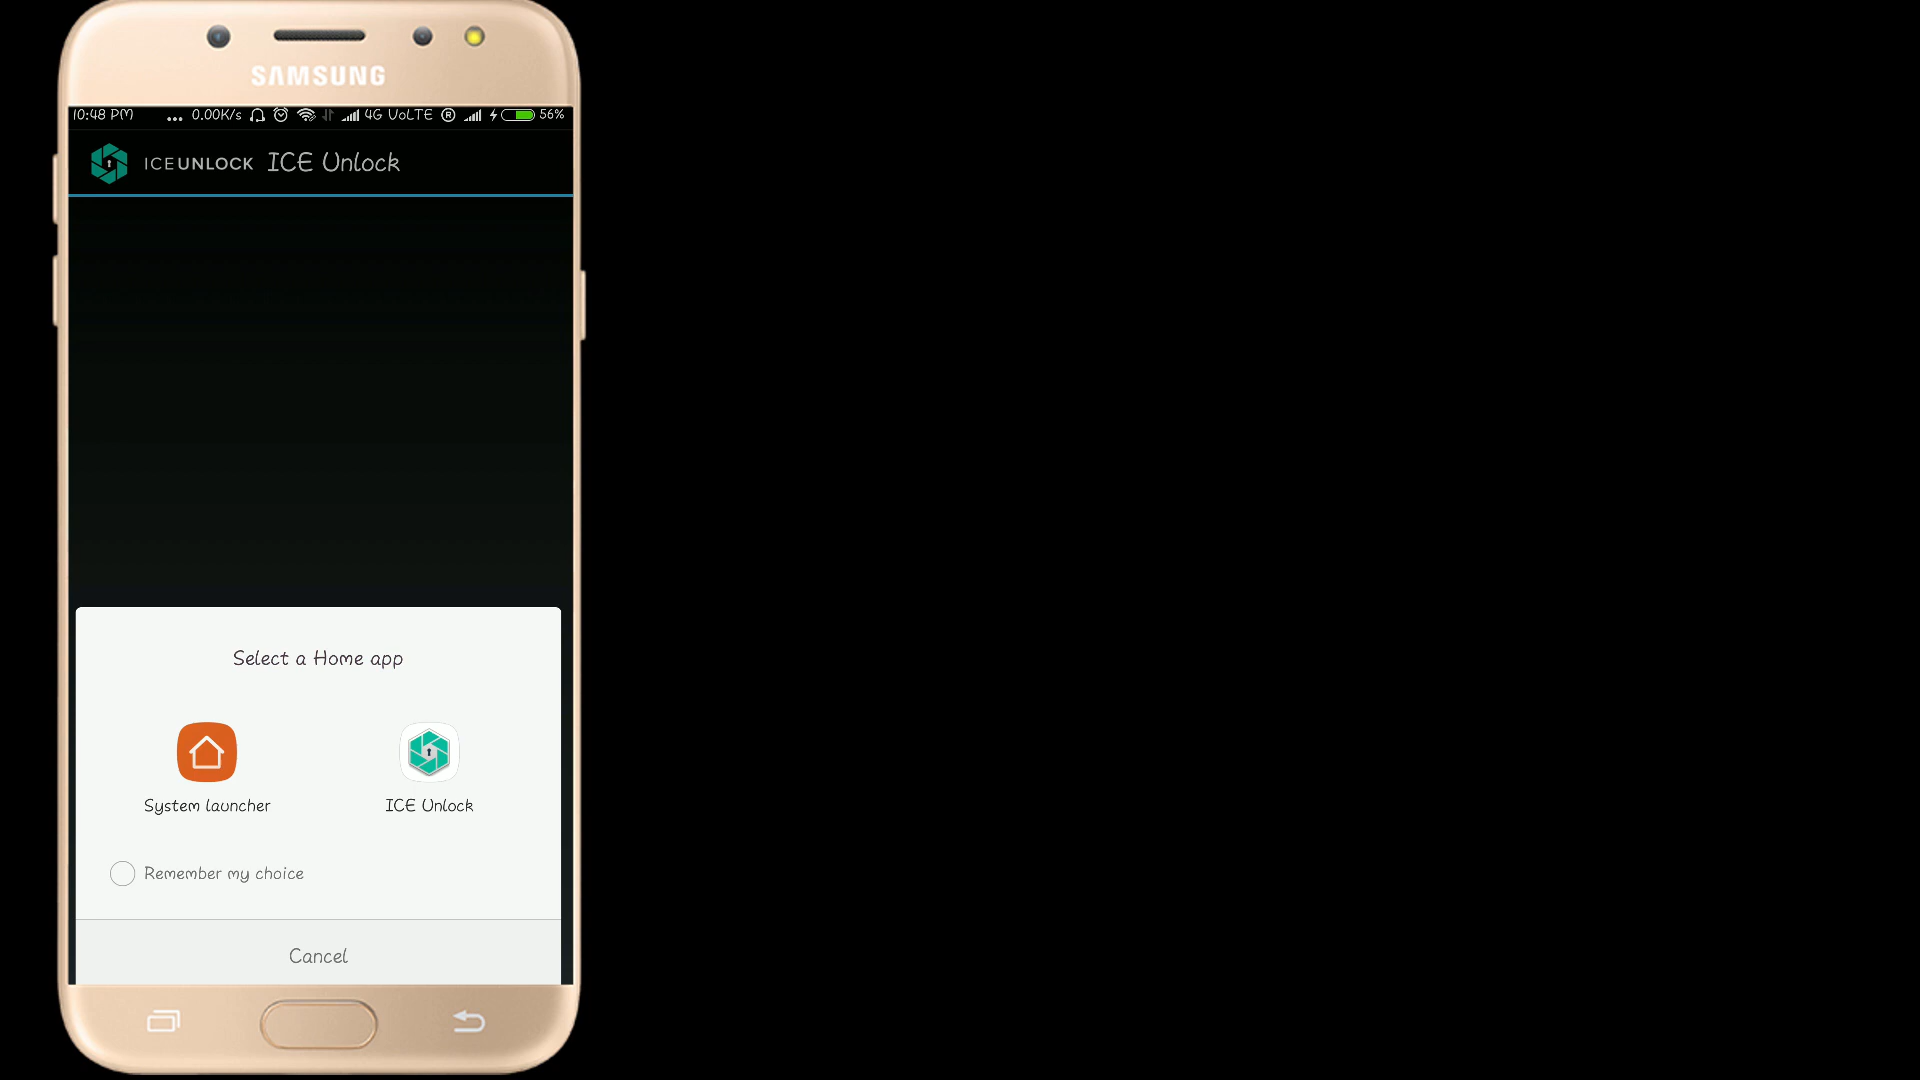 SAMSUNG
10:48 PM ... 0.00K/s 4G VoLTE R 56%
ICEUNLOCK ICE Unlock
Select a Home app
System launcher ICE Unlock
Remember my choice
Cancel